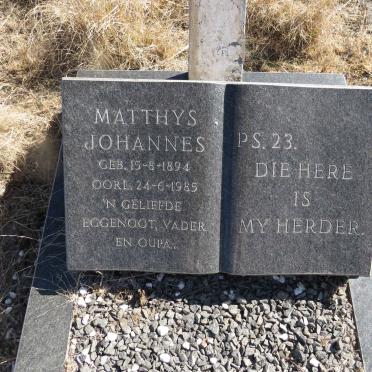 MATTHYS
JOHANNES
GEB. 15-8-1894
OORL. 24-6-1985
'N GELIEFDE
EGGENOOT, VADER
EN OUPA...
PS. 23.
DIE HERE
IS
MY HERDER.